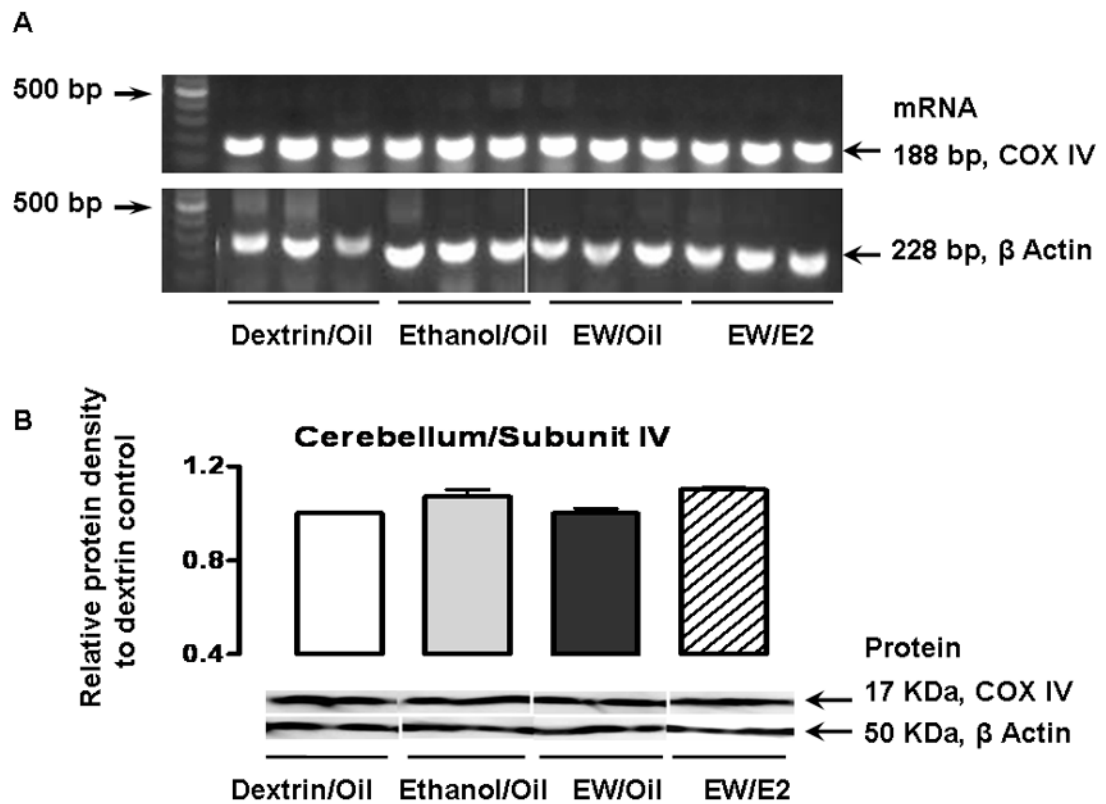 A
500 bp
mRNA
188 bp, COX IV
500 bp
228 bp, β Actin
Dextrin/Oil Ethanol/Oil EW/Oil EW/E2
B
Relative protein density
to dextrin control
Cerebellum/Subunit IV
1.2
0.8
0.4
Protein
17 KDa, COX IV
50 KDa, β Actin
Dextrin/Oil Ethanol/Oil EW/Oil EW/E2